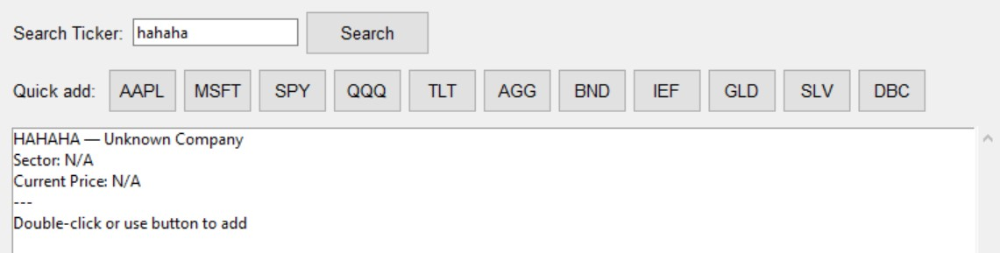 Search Ticker: hahaha Search
Quick add: AAPL MSFT SPY QQQ TLT AGG BND IEF GLD SLV DBC
HAHAHA — Unknown Company
Sector: N/A
Current Price: N/A
---
Double-click or use button to add